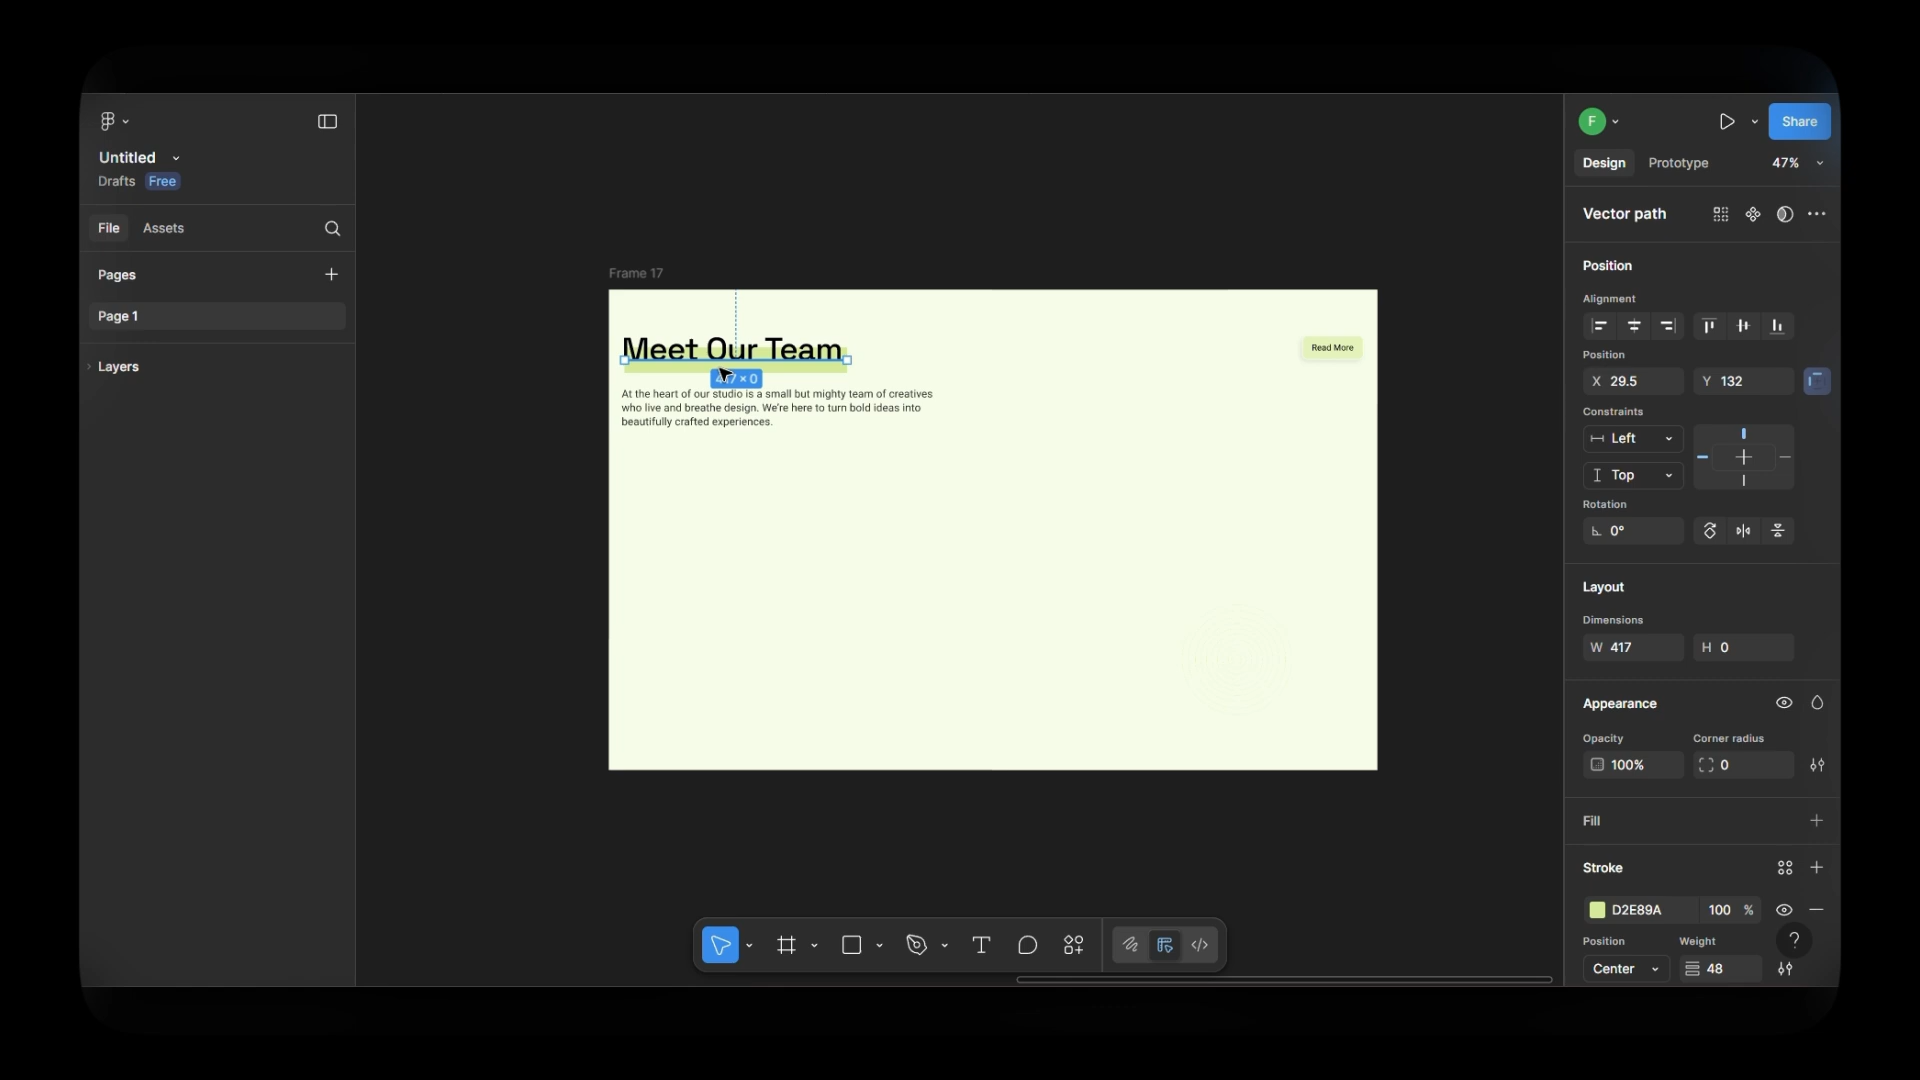 Untitled
Drafts Free
File Assets
Pages
Page 1
Layers
Frame 17
Meet Our Team
417 × 0
At the heart of our studio is a small but mighty team of creatives
who live and breathe design. We're here to turn bold ideas into
beautifully crafted experiences.
Read More
F
Share
Design Prototype 47%
Vector path
Position
Alignment
Position
X 29.5 Y 132
Constraints
Left
Top
Rotation
0°
Layout
Dimensions
W 417 H 0
Appearance
Opacity Corner radius
100% 0
Fill
Stroke
D2E89A 100 %
Position Weight
?
Center 48